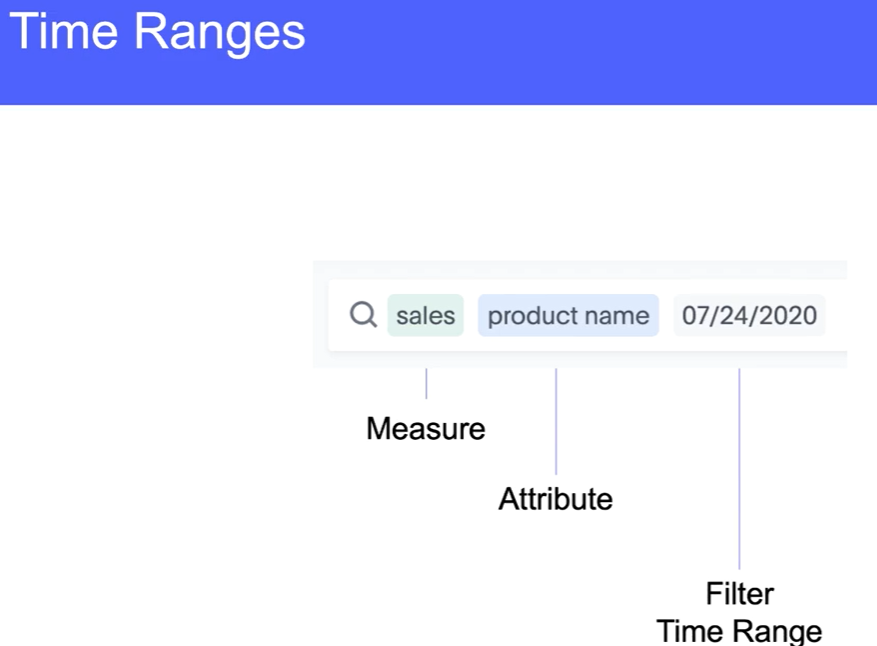 Time Ranges
sales product name 07/24/2020
Measure
Attribute
Filter
Time Range